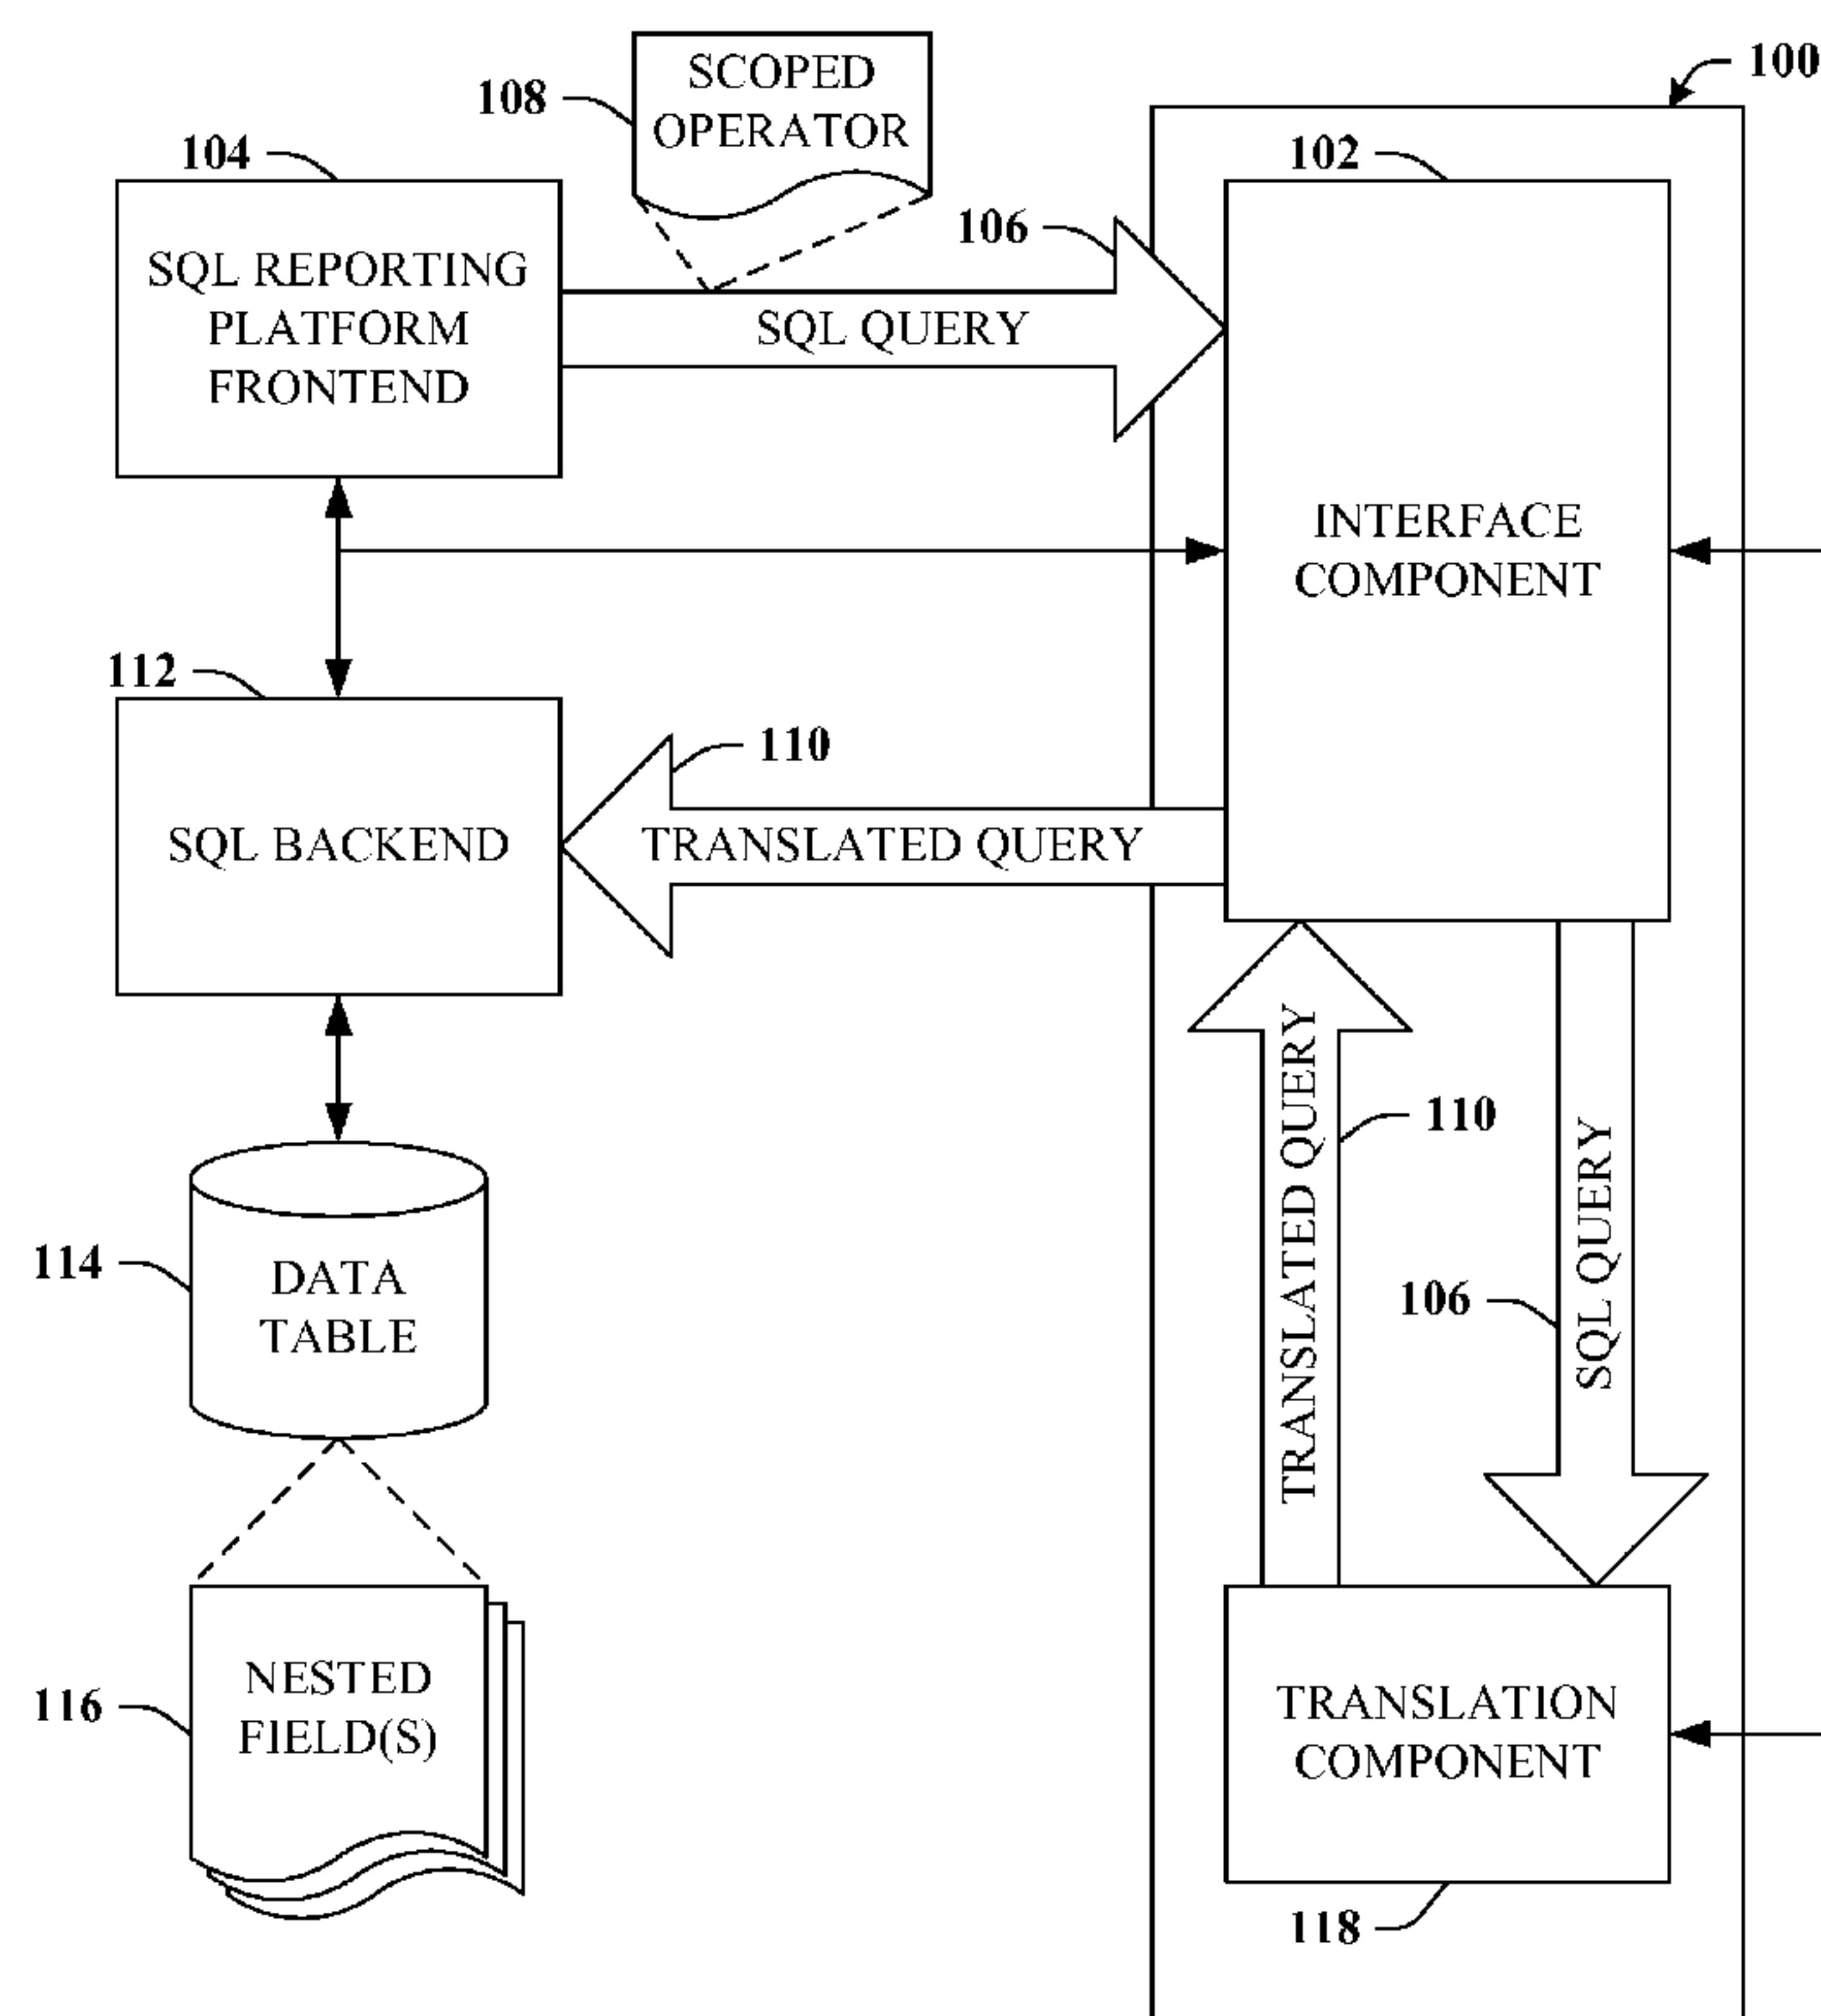 100
SCOPED
OPERATOR
108
104
102
106
SQL REPORTING
PLATFORM
FRONTEND
SQL QUERY
INTERFACE
COMPONENT
112
110
SQL BACKEND
TRANSLATED QUERY
TRANSLATED QUERY
110
SQL QUERY
106
114
DATA
TABLE
116
NESTED
FIELD(S)
TRANSLATION
COMPONENT
118